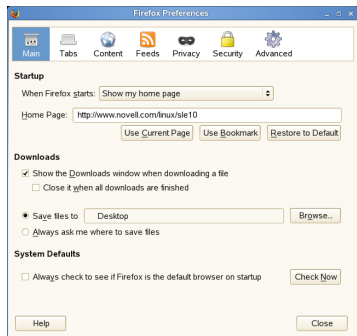 Firefox Preferences
Main Tabs Content Feeds Privacy Security Advanced
Startup
When Firefox starts: Show my home page
Home Page: http://www.novell.com/linux/sle10
Use Current Page Use Bookmark Restore to Default
Downloads
Show the Downloads window when downloading a file
Close it when all downloads are finished
Save files to Desktop Browse...
Always ask me where to save files
System Defaults
Always check to see if Firefox is the default browser on startup Check Now
Help Close